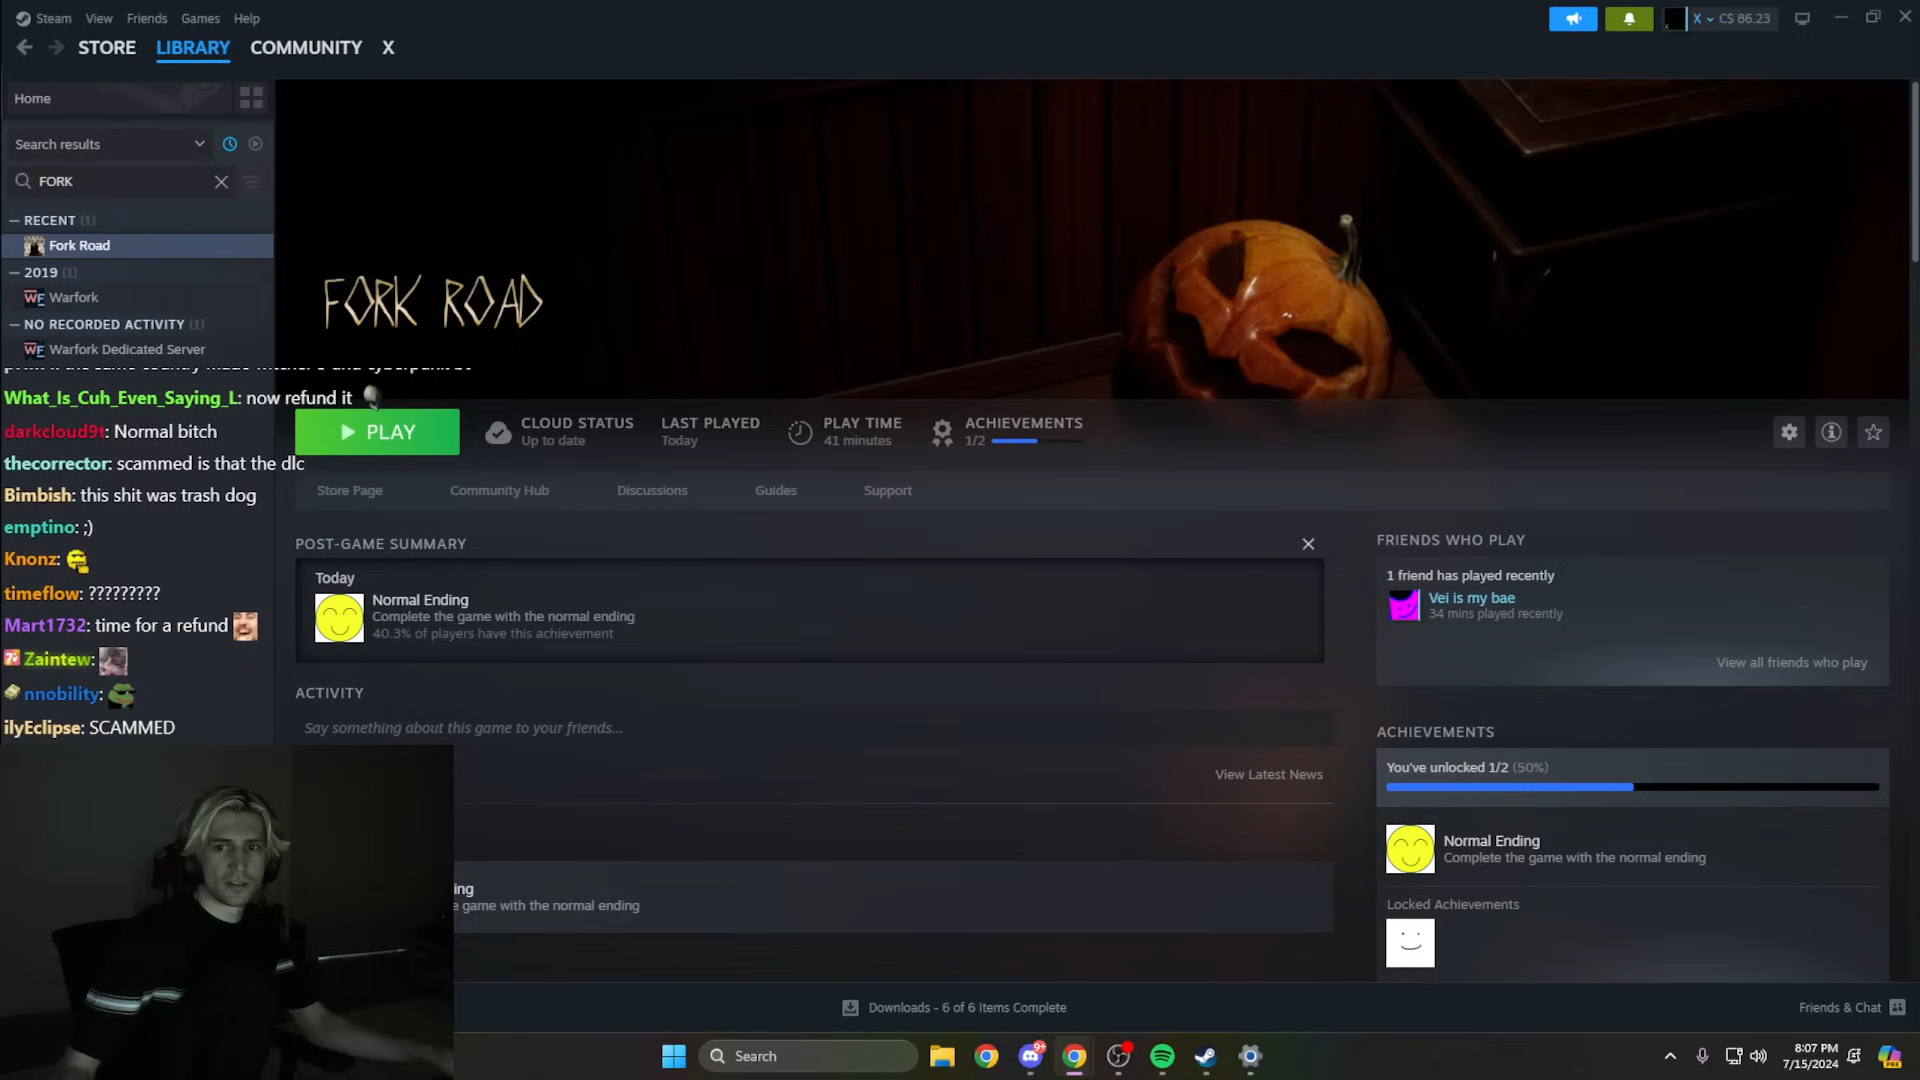 Steam View Friends Games Help
X C$ 86.23
STORE LIBRARY COMMUNITY X
Home
Search results
FORK
RECENT (1)
Fork Road
2019 (1)
WF Warfork
NO RECORDED ACTIVITY (1)
WF Warfork Dedicated Server
What_Is_Cuh_Even_Saying_L: now refund it
darkcloud9t: Normal bitch
thecorrector: scammed is that the dlc
Bimbish: this shit was trash dog
emptino: ;)
Knonz:
timeflow: ?????????
Mart1732: time for a refund
Zaintew:
nnobility:
ilyEclipse: SCAMMED
FORK ROAD
PLAY
CLOUD STATUS
Up to date
LAST PLAYED
Today
PLAY TIME
41 minutes
ACHIEVEMENTS
1/2
Store Page Community Hub Discussions Guides Support
POST-GAME SUMMARY
Today
Normal Ending
Complete the game with the normal ending
40.3% of players have this achievement
ACTIVITY
Say something about this game to your friends...
View Latest News
ing
e game with the normal ending
FRIENDS WHO PLAY
1 friend has played recently
Vei is my bae
34 mins played recently
View all friends who play
ACHIEVEMENTS
You've unlocked 1/2 (50%)
Normal Ending
Complete the game with the normal ending
Locked Achievements
Downloads - 6 of 6 Items Complete
Friends & Chat
Search
9+
8:07 PM
7/15/2024
PRE